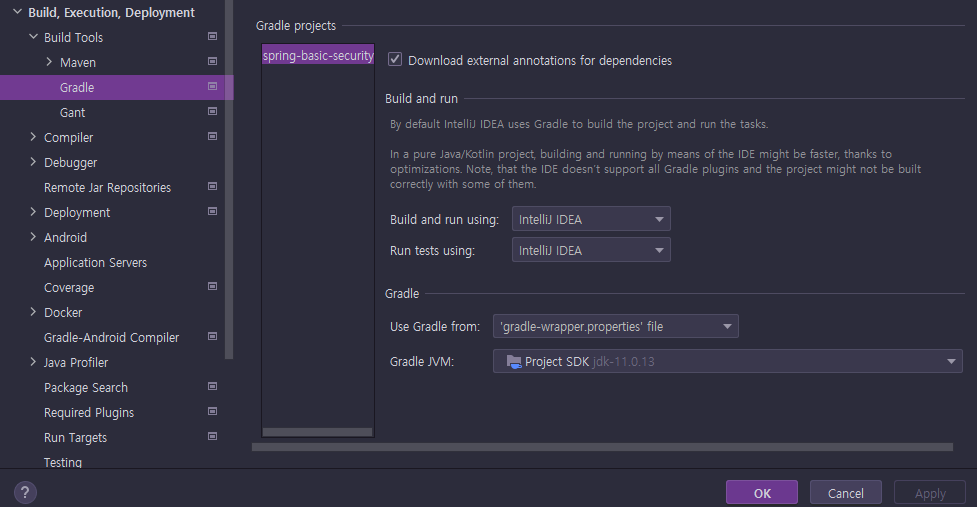 Build, Execution, Deployment
Build Tools
Maven
Gradle
Gant
Compiler
Debugger
Remote Jar Repositories
Deployment
Android
Application Servers
Coverage
Docker
Gradle-Android Compiler
Java Profiler
Package Search
Required Plugins
Run Targets
Testing
Gradle projects
spring-basic-security
Download external annotations for dependencies
Build and run
By default IntelliJ IDEA uses Gradle to build the project and run the tasks.
In a pure Java/Kotlin project, building and running by means of the IDE might be faster, thanks to
optimizations. Note, that the IDE doesn't support all Gradle plugins and the project might not be built
correctly with some of them.
Build and run using: IntelliJ IDEA
Run tests using: IntelliJ IDEA
Gradle
Use Gradle from: 'gradle-wrapper.properties' file
Gradle JVM: Project SDK jdk-11.0.13
?
OK Cancel Apply